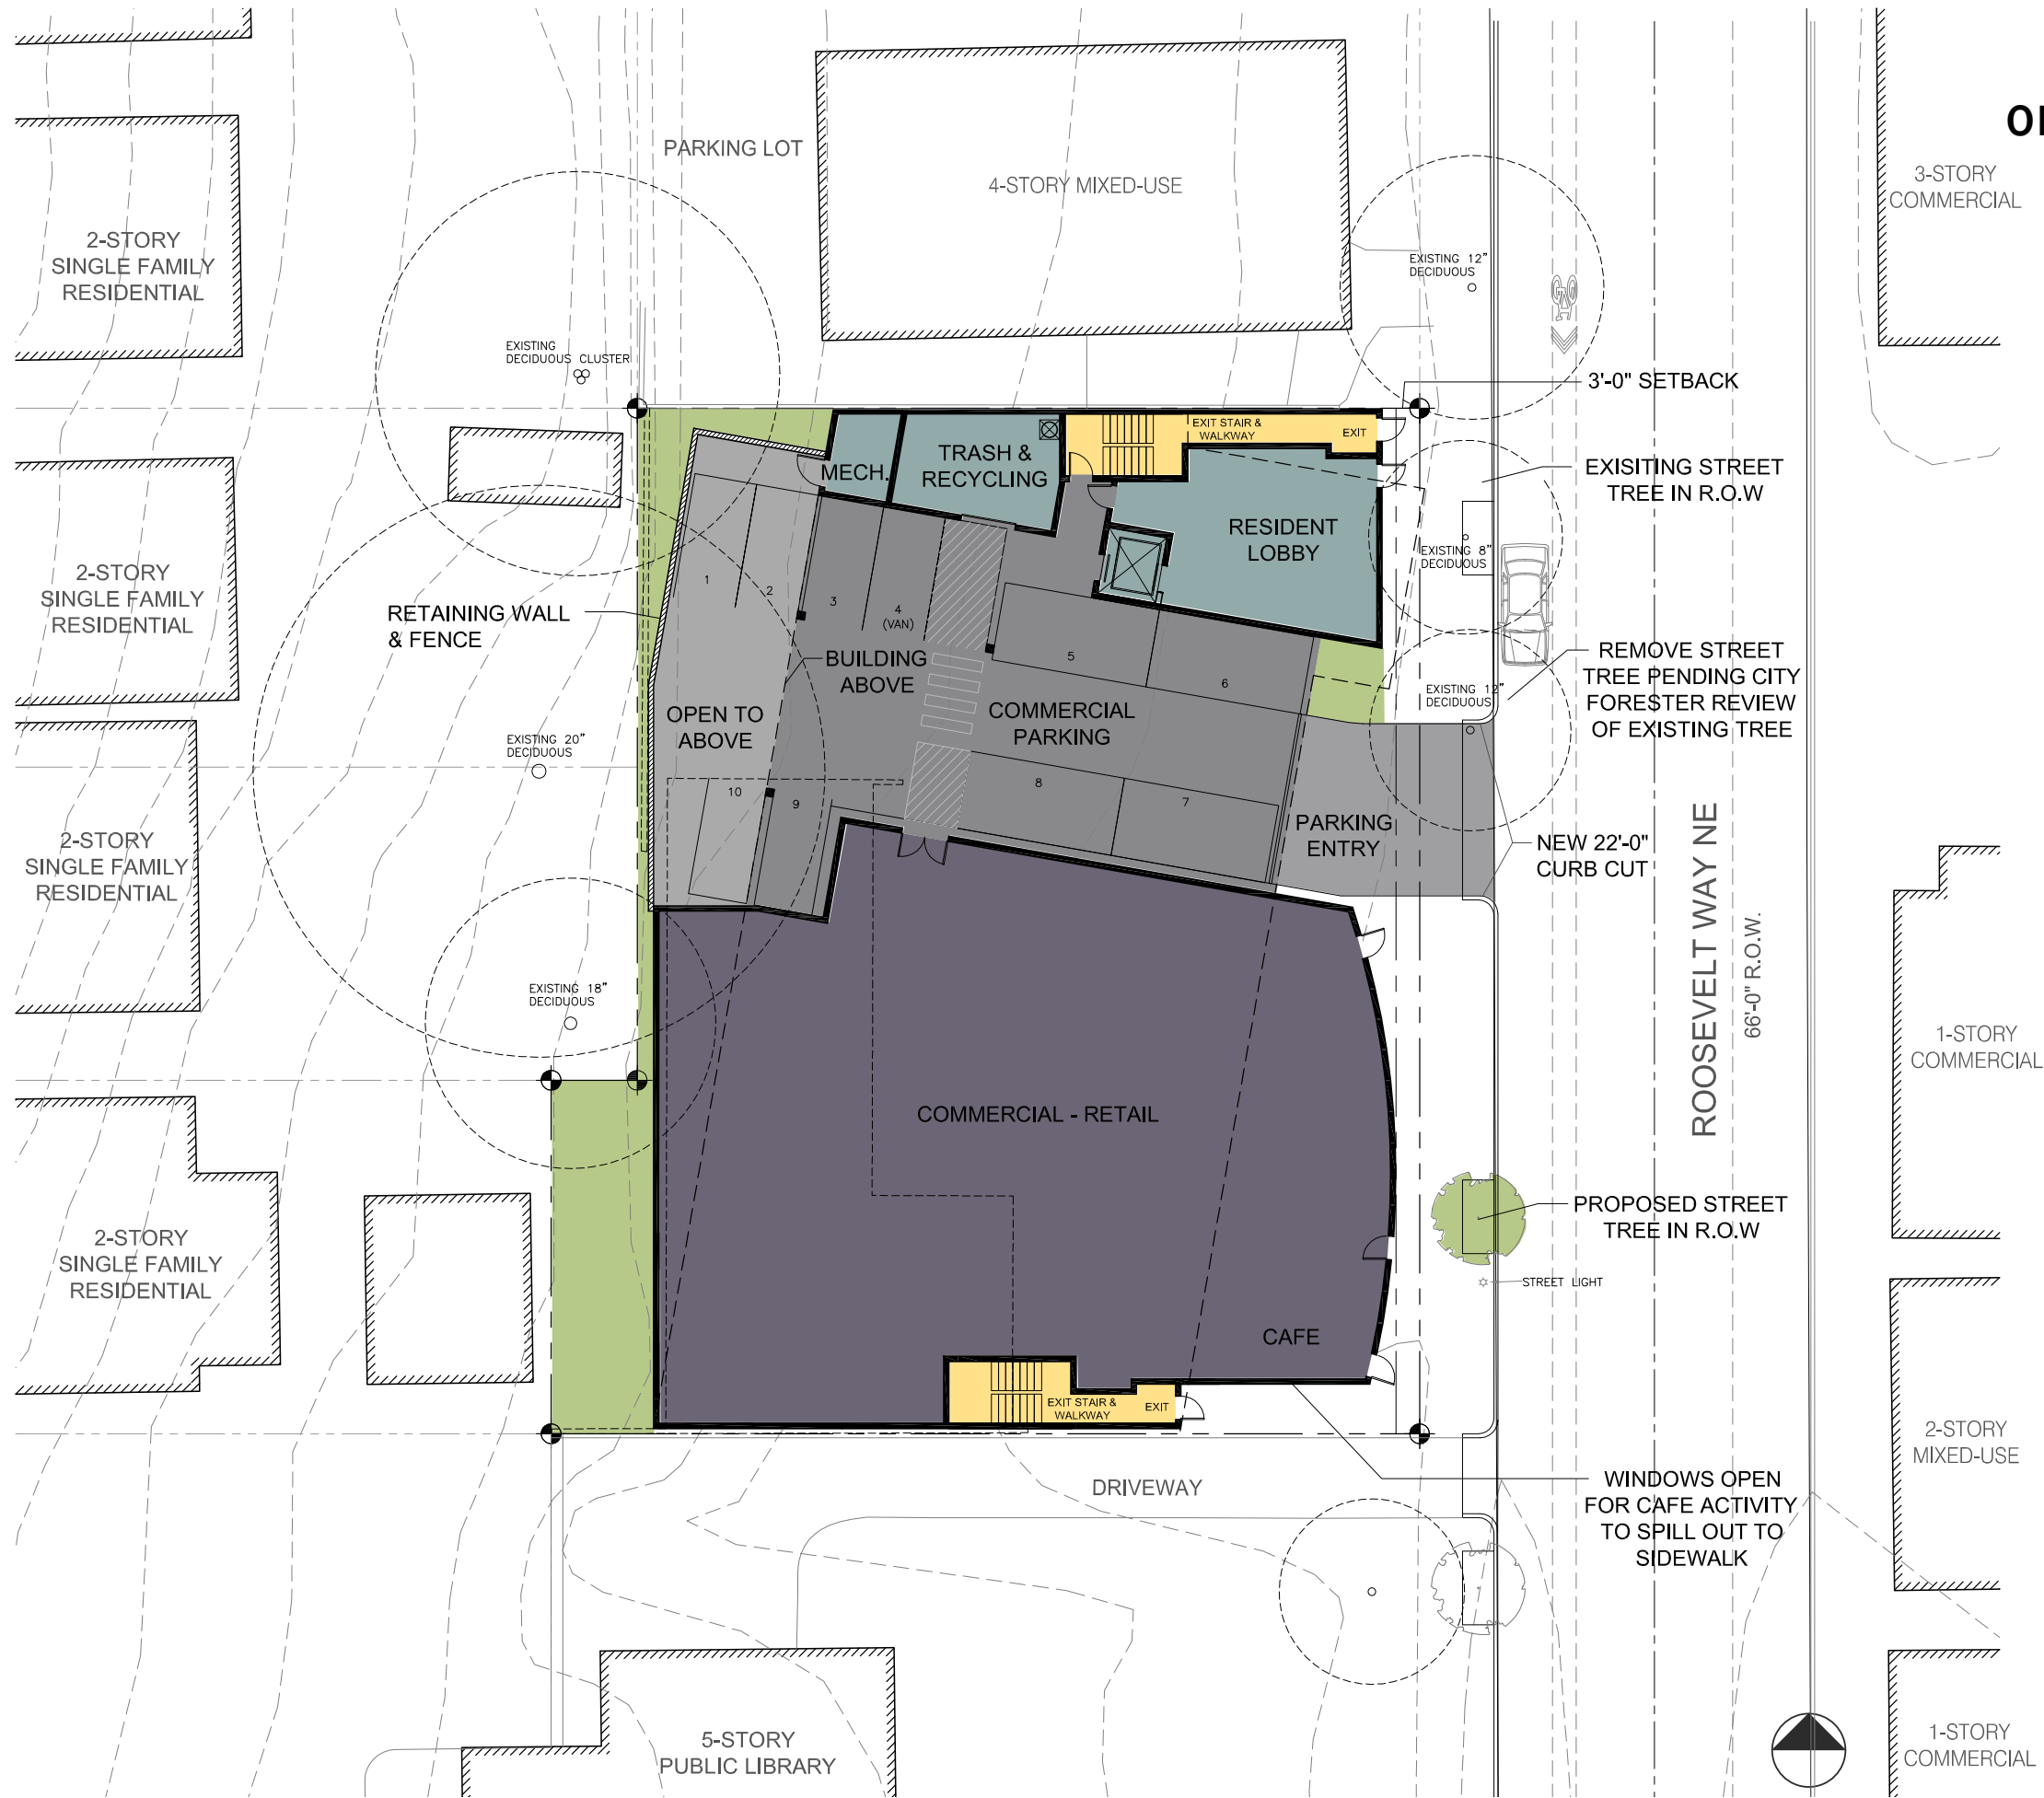 PARKING LOT
4-STORY MIXED-USE
3-STORY
COMMERCIAL
2-STORY
SINGLE FAMILY
RESIDENTIAL
EXISTING 12"
DECIDUOUS
EXISTING
DECIDUOUS CLUSTER
3'-0" SETBACK
EXIT STAIR &
WALKWAY
EXIT
MECH.
TRASH &
RECYCLING
EXISITING STREET
TREE IN R.O.W
RESIDENT
LOBBY
EXISTING 8"
DECIDUOUS
2-STORY
SINGLE FAMILY
RESIDENTIAL
RETAINING WALL
& FENCE
1
2
3
4
(VAN)
5
6
BUILDING
ABOVE
REMOVE STREET
TREE PENDING CITY
FORESTER REVIEW
OF EXISTING TREE
EXISTING 12"
DECIDUOUS
OPEN TO
ABOVE
COMMERCIAL
PARKING
EXISTING 20"
DECIDUOUS
10
9
8
7
PARKING
ENTRY
NEW 22'-0"
CURB CUT
2-STORY
SINGLE FAMILY
RESIDENTIAL
ROOSEVELT WAY NE
66'-0" R.O.W.
EXISTING 18"
DECIDUOUS
1-STORY
COMMERCIAL
COMMERCIAL - RETAIL
PROPOSED STREET
TREE IN R.O.W
2-STORY
SINGLE FAMILY
RESIDENTIAL
STREET LIGHT
CAFE
EXIT STAIR &
WALKWAY
EXIT
2-STORY
MIXED-USE
DRIVEWAY
WINDOWS OPEN
FOR CAFE ACTIVITY
TO SPILL OUT TO
SIDEWALK
5-STORY
PUBLIC LIBRARY
1-STORY
COMMERCIAL